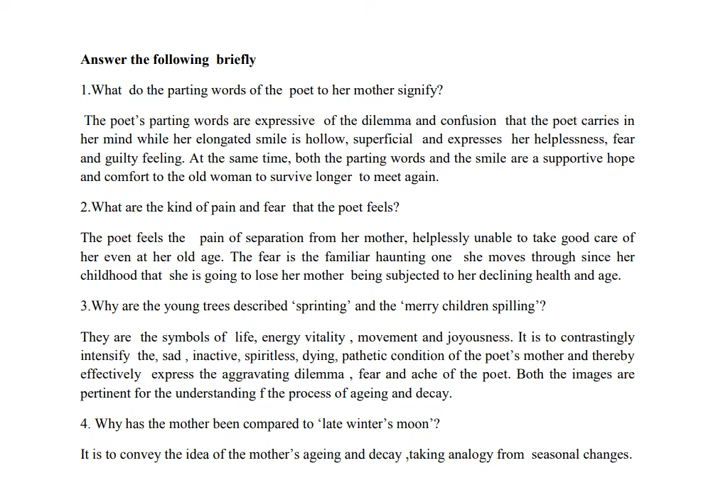 Answer the following briefly
1.What do the parting words of the poet to her mother signify?
The poet's parting words are expressive of the dilemma and confusion that the poet carries in
her mind while her elongated smile is hollow, superficial and expresses her helplessness, fear
and guilty feeling. At the same time, both the parting words and the smile are a supportive hope
and comfort to the old woman to survive longer to meet again.
2.What are the kind of pain and fear that the poet feels?
The poet feels the pain of separation from her mother, helplessly unable to take good care of
her even at her old age. The fear is the familiar haunting one she moves through since her
childhood that she is going to lose her mother being subjected to her declining health and age.
3.Why are the young trees described 'sprinting' and the 'merry children spilling'?
They are the symbols of life, energy vitality , movement and joyousness. It is to contrastingly
intensify the, sad , inactive, spiritless, dying, pathetic condition of the poet's mother and thereby
effectively express the aggravating dilemma , fear and ache of the poet. Both the images are
pertinent for the understanding f the process of ageing and decay.
4. Why has the mother been compared to 'late winter's moon'?
It is to convey the idea of the mother's ageing and decay ,taking analogy from seasonal changes.